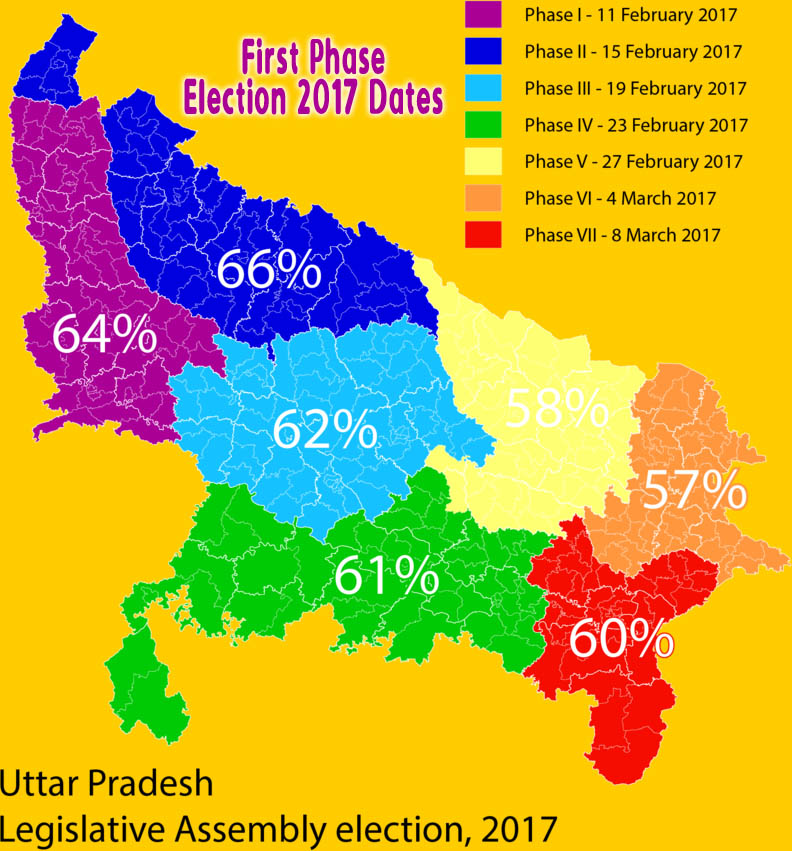 First Phase
Election 2017 Dates
Phase I - 11 February 2017
Phase II - 15 February 2017
Phase III - 19 February 2017
Phase IV - 23 February 2017
Phase V - 27 February 2017
Phase VI - 4 March 2017
Phase VII - 8 March 2017
66%
64%
58%
62%
57%
61%
60%
Uttar Pradesh
Legislative Assembly election, 2017